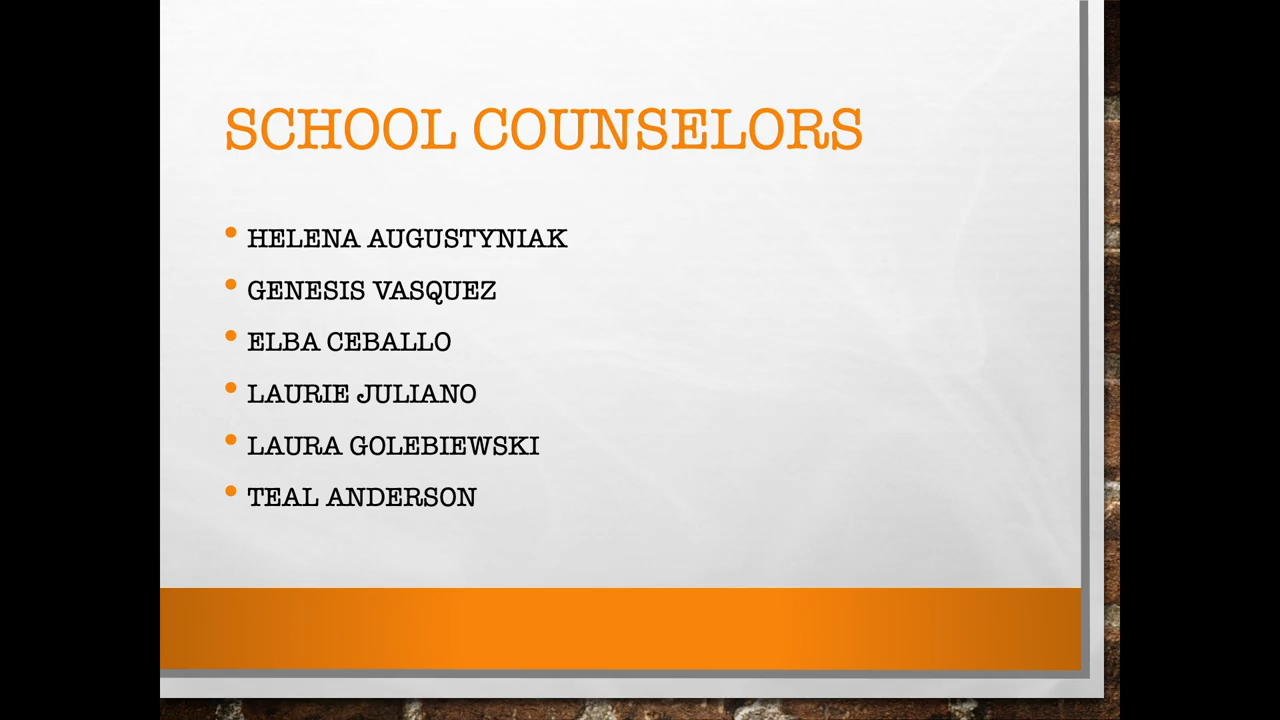 SCHOOL COUNSELORS
• HELENA AUGUSTYNIAK
• GENESIS VASQUEZ
• ELBA CEBALLO
• LAURIE JULIANO
• LAURA GOLEBIEWSKI
• TEAL ANDERSON